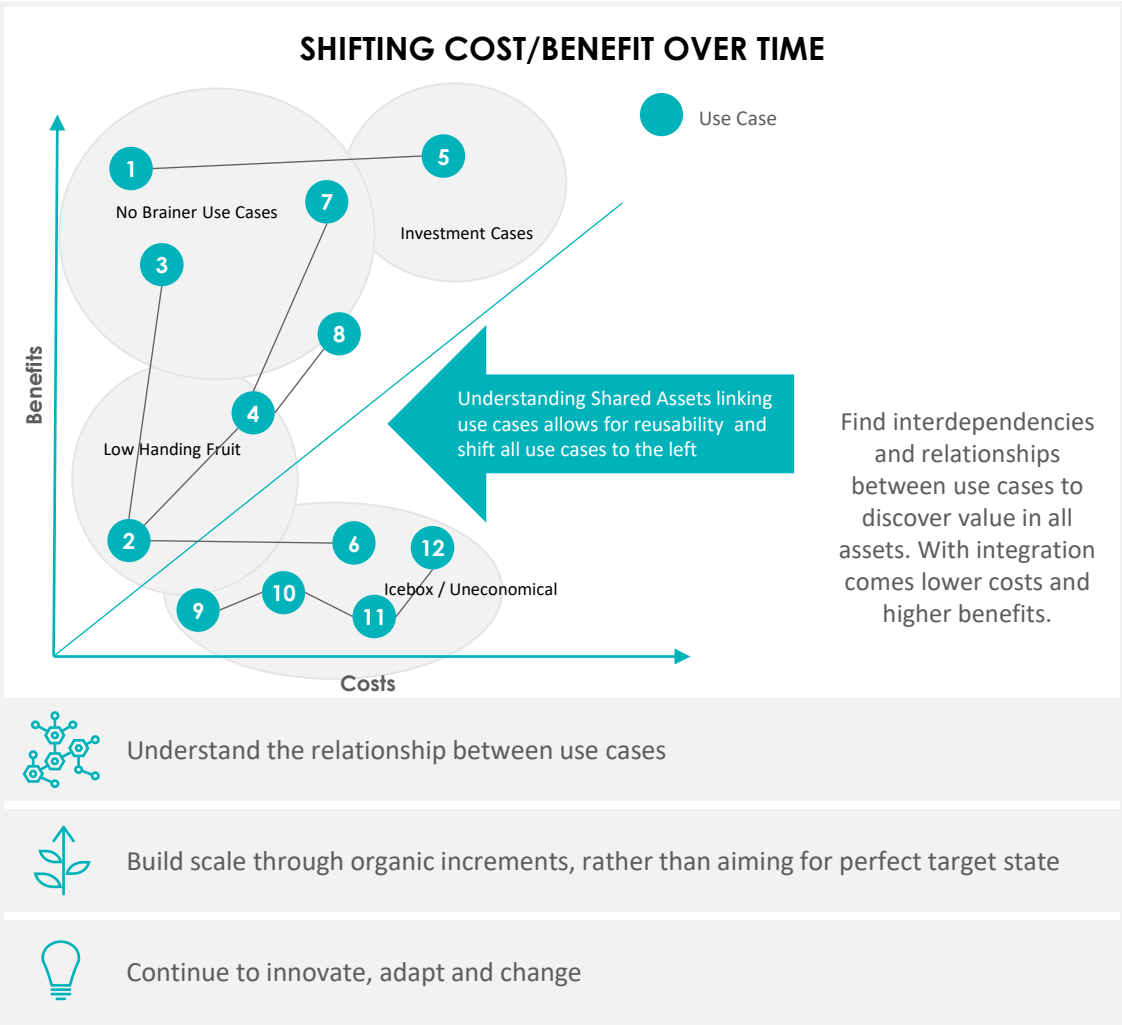 SHIFTING COST/BENEFIT OVER TIME
Use Case
1
5
7
No Brainer Use Cases
Investment Cases
3
8
Benefits
4
Understanding Shared Assets linking
use cases allows for reusability and
shift all use cases to the left
Low Handing Fruit
Find interdependencies
and relationships
between use cases to
discover value in all
assets. With integration
comes lower costs and
higher benefits.
2
6
12
Icebox / Uneconomical
10
9
11
Costs
Understand the relationship between use cases
Build scale through organic increments, rather than aiming for perfect target state
Continue to innovate, adapt and change